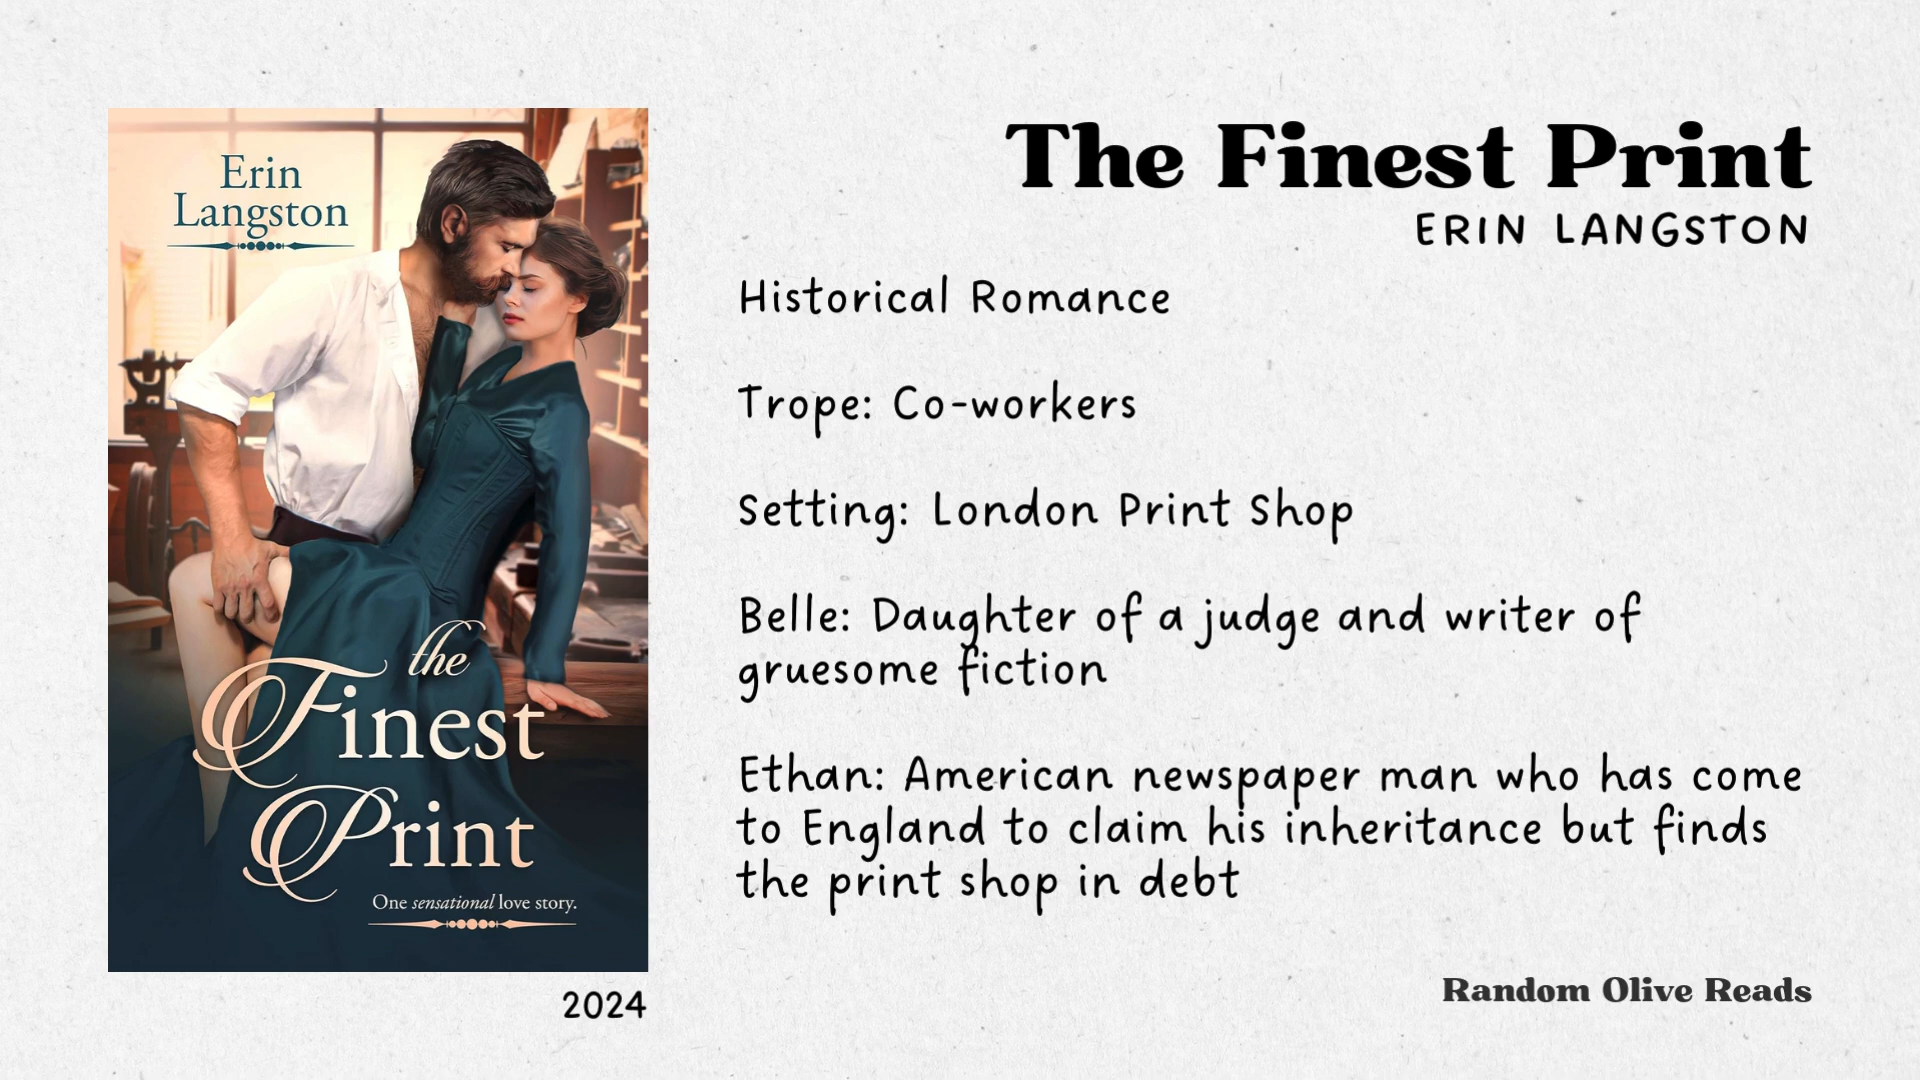 Erin
Langston
the
Finest
Print
One sensational love story.
2024
The Finest Print
ERIN LANGSTON
Historical Romance
Trope: Co-workers
Setting: London Print Shop
Belle: Daughter of a judge and writer of
gruesome fiction
Ethan: American newspaper man who has come
to England to claim his inheritance but finds
the print shop in debt
Random Olive Reads